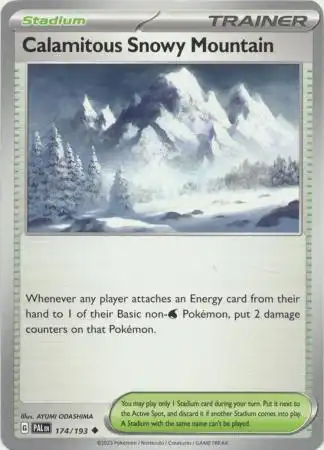 Stadium TRAINER
Calamitous Snowy Mountain
Whenever any player attaches an Energy card from their
hand to 1 of their Basic non- Pokémon, put 2 damage
counters on that Pokémon.
You may play only 1 Stadium card during your turn. Put it next to
the Active Spot, and discard it if another Stadium comes into play.
A Stadium with the same name can't be played.
Illus. AYUMI ODASHIMA
G PAL EN 174/193
©2023 Pokémon / Nintendo / Creatures / GAME FREAK